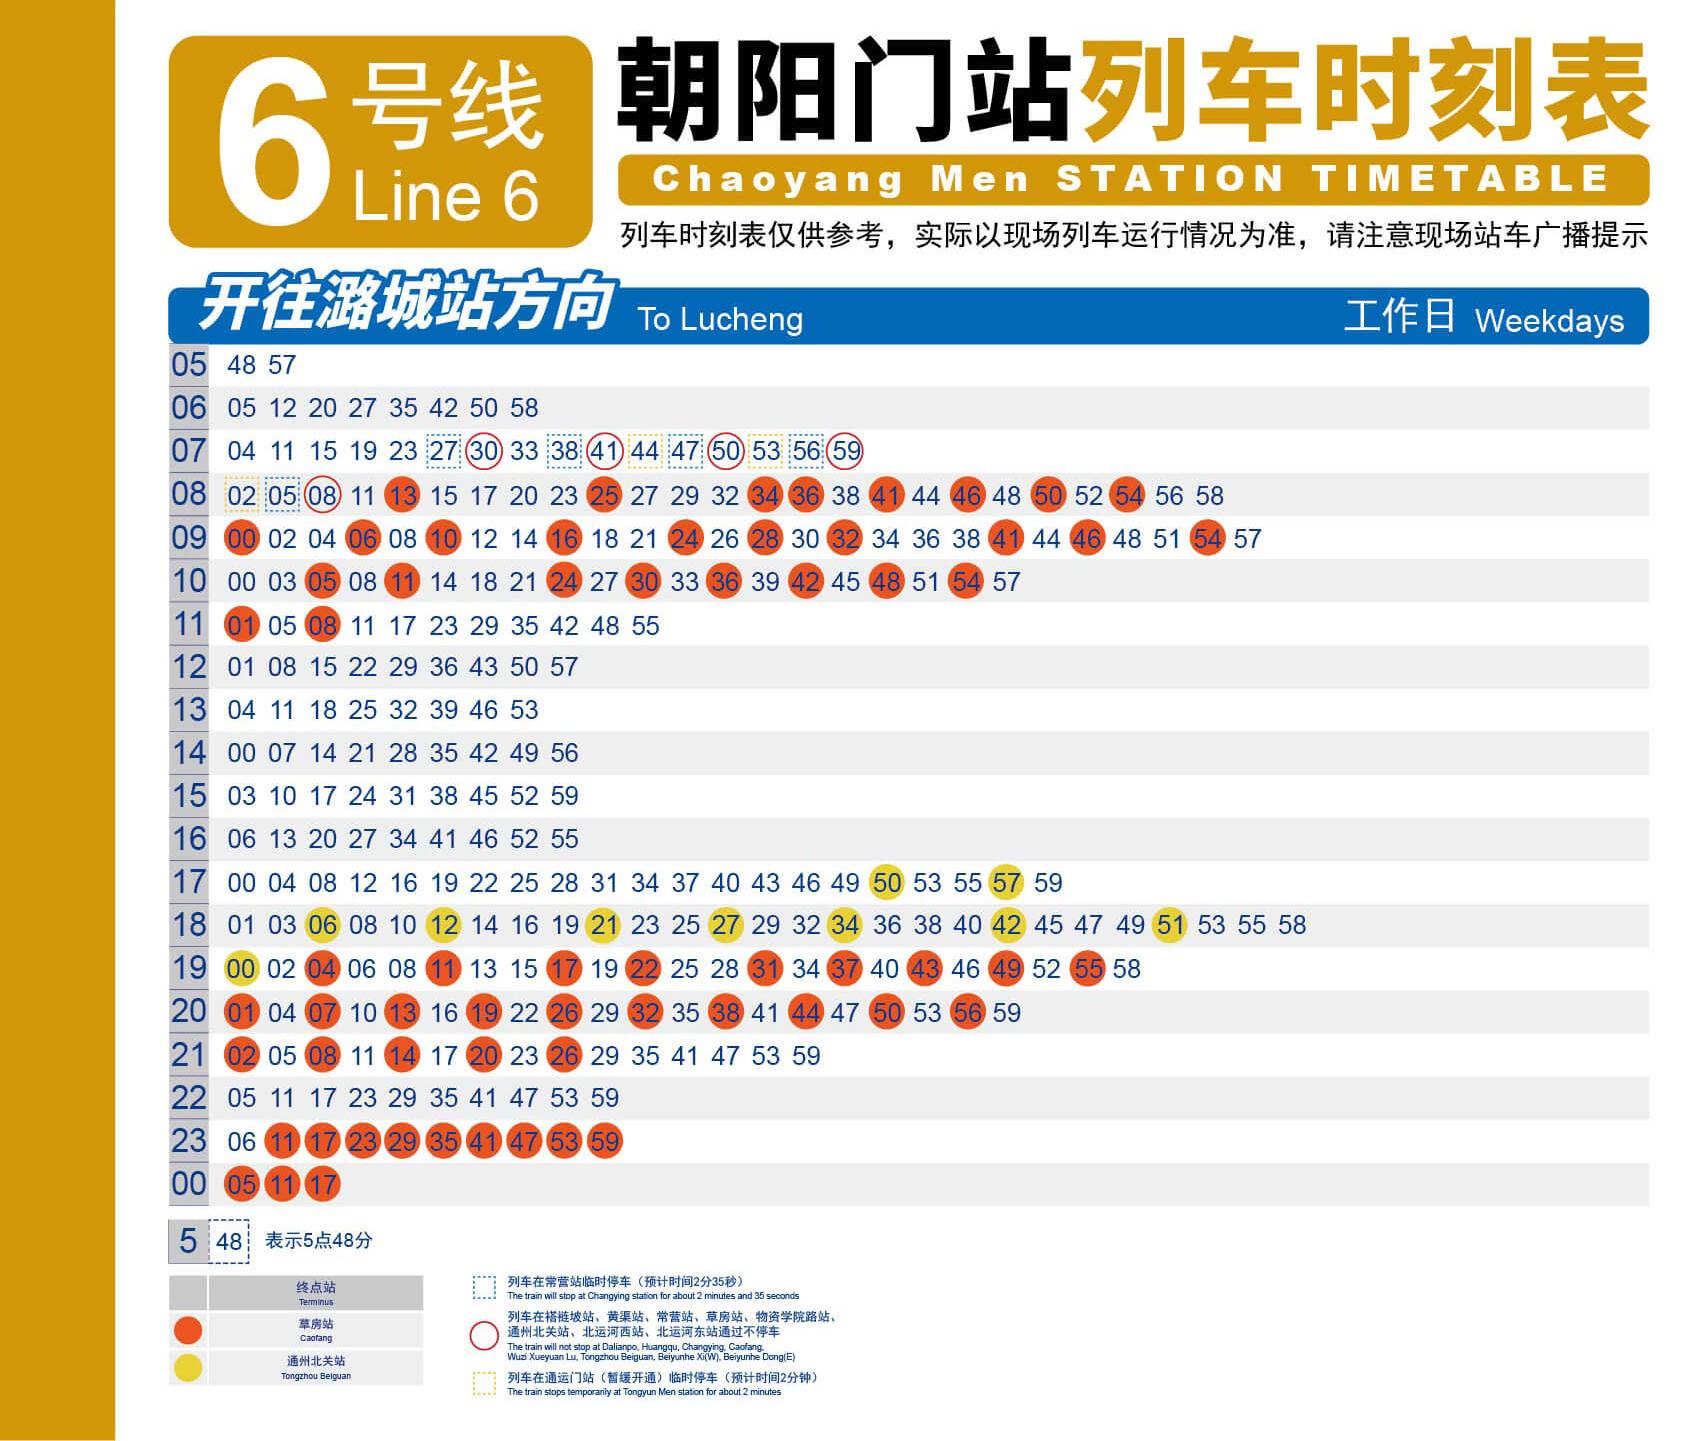 6号线
Line 6
朝阳门站列车时刻表
Chaoyang Men STATION TIMETABLE
列车时刻表仅供参考，实际以现场列车运行情况为准，请注意现场站车广播提示
开往潞城站方向 To Lucheng 工作日 Weekdays
05 48 57
06 05 12 20 27 35 42 50 58
07 04 11 15 19 23 27 30 33 38 41 44 47 50 53 56 59
08 02 05 08 11 13 15 17 20 23 25 27 29 32 34 36 38 41 44 46 48 50 52 54 56 58
09 00 02 04 06 08 10 12 14 16 18 21 24 26 28 30 32 34 36 38 41 44 46 48 51 54 57
10 00 03 05 08 11 14 18 21 24 27 30 33 36 39 42 45 48 51 54 57
11 01 05 08 11 17 23 29 35 42 48 55
12 01 08 15 22 29 36 43 50 57
13 04 11 18 25 32 39 46 53
14 00 07 14 21 28 35 42 49 56
15 03 10 17 24 31 38 45 52 59
16 06 13 20 27 34 41 46 52 55
17 00 04 08 12 16 19 22 25 28 31 34 37 40 43 46 49 50 53 55 57 59
18 01 03 06 08 10 12 14 16 19 21 23 25 27 29 32 34 36 38 40 42 45 47 49 51 53 55 58
19 00 02 04 06 08 11 13 15 17 19 22 25 28 31 34 37 40 43 46 49 52 55 58
20 01 04 07 10 13 16 19 22 26 29 32 35 38 41 44 47 50 53 56 59
21 02 05 08 11 14 17 20 23 26 29 35 41 47 53 59
22 05 11 17 23 29 35 41 47 53 59
23 06 11 17 23 29 35 41 47 53 59
00 05 11 17
5 48 表示5点48分
终点站
Terminus
草房站
Caofang
通州北关站
Tongzhou Beiguan
列车在常营站临时停车（预计时间2分35秒）
The train will stop at Changying station for about 2 minutes and 35 seconds
列车在褡裢坡站、黄渠站、常营站、草房站、物资学院路站、
通州北关站、北运河西站、北运河东站通过不停车
The train will not stop at Dalianpo, Huangqu, Changying, Caofang,
Wuzi Xueyuan Lu, Tongzhou Beiguan, Beiyunhe Xi(W), Beiyunhe Dong(E)
列车在通运门站（暂缓开通）临时停车（预计时间2分钟）
The train stops temporarily at Tongyun Men station for about 2 minutes